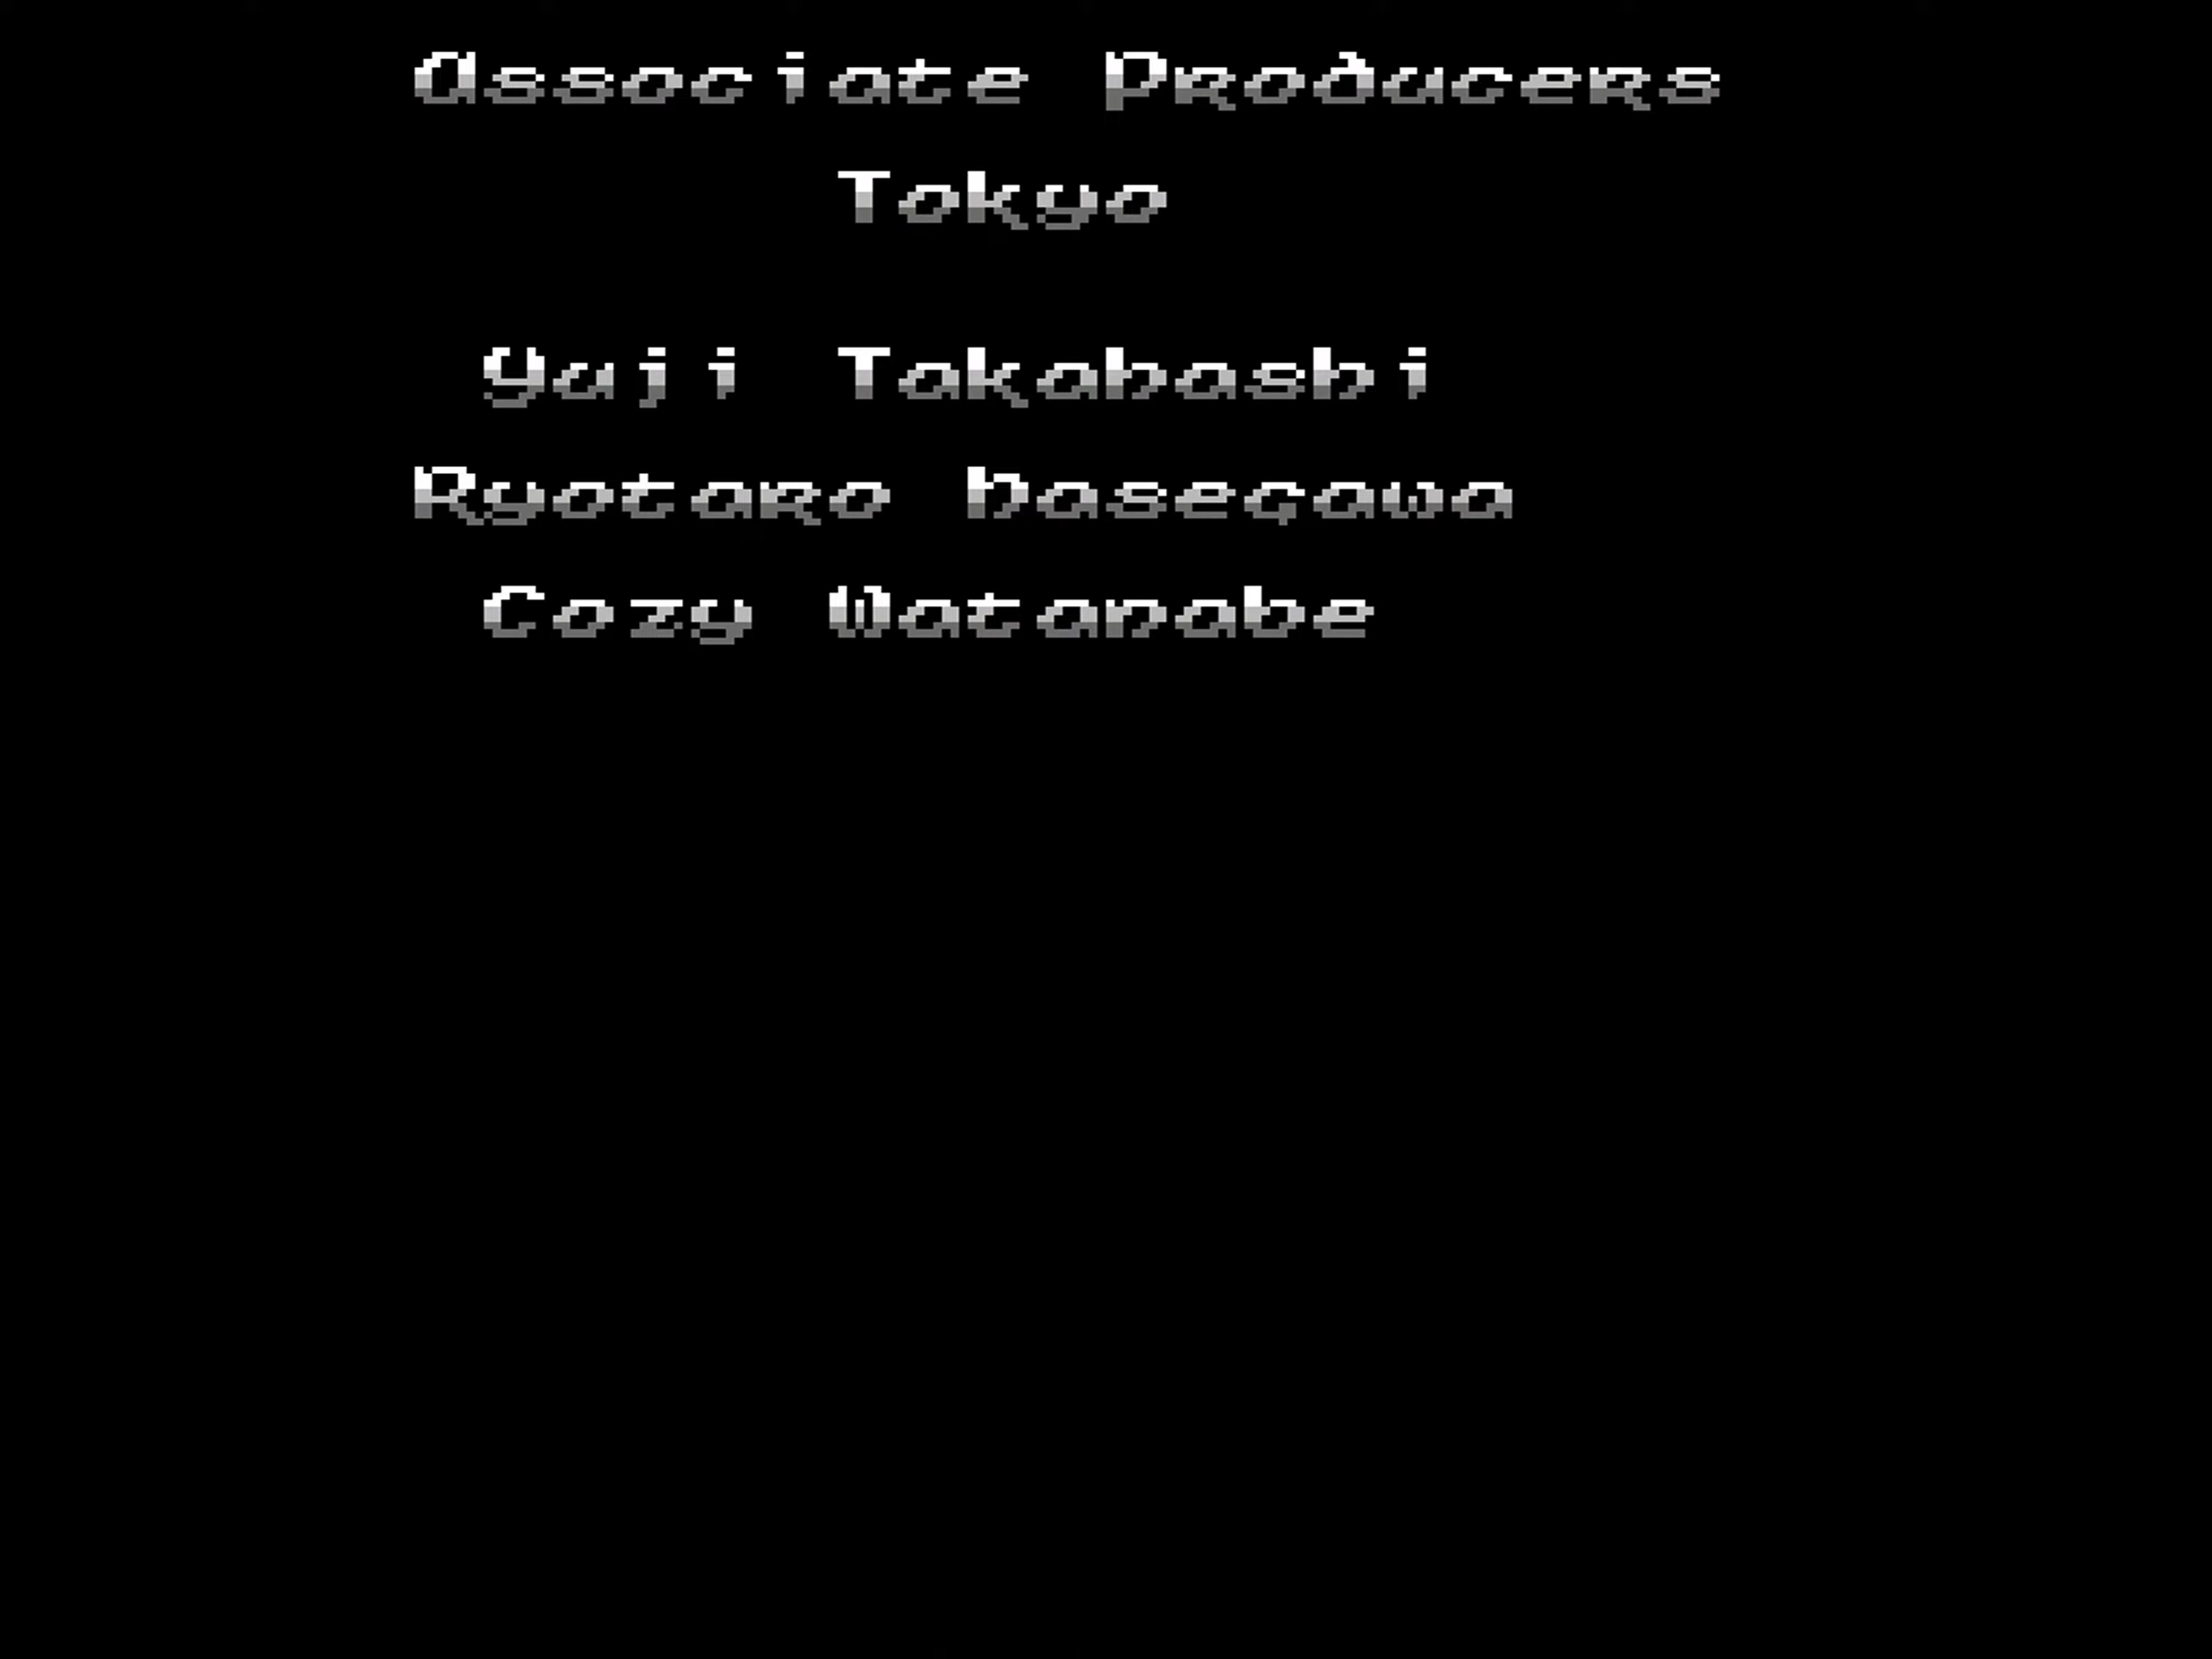 Associate Producers
Tokyo
Yuji Takahashi
Ryotaro Hasegawa
Cozy Watanabe